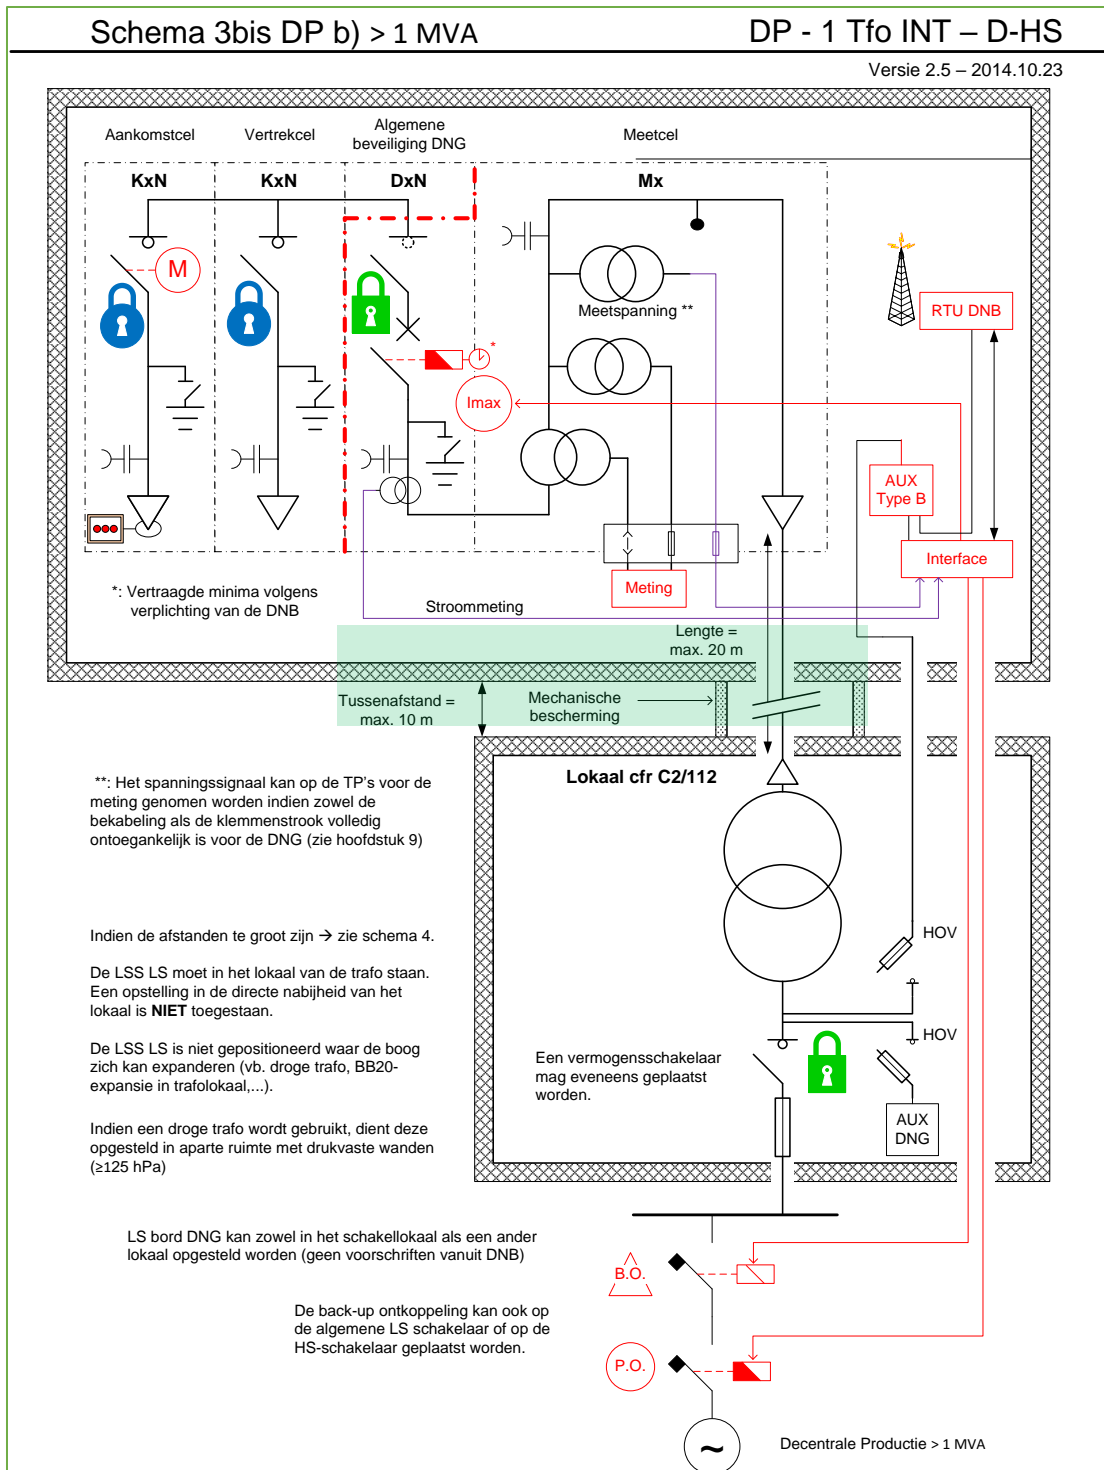 Schema 3bis DP b) > 1 MVA
DP - 1 Tfo INT – D-HS
Versie 2.5 – 2014.10.23
Aankomstcel
Vertrekcel
Algemene
beveiliging DNG
Meetcel
KxN
KxN
DxN
Mx
M
Meetspanning **
RTU DNB
*
Imax
AUX
Type B
Interface
Meting
*: Vertraagde minima volgens
verplichting van de DNB
Stroommeting
Lengte =
max. 20 m
Tussenafstand =
max. 10 m
Mechanische
bescherming
Lokaal cfr C2/112
**: Het spanningssignaal kan op de TP's voor de
meting genomen worden indien zowel de
bekabeling als de klemmenstrook volledig
ontoegankelijk is voor de DNG (zie hoofdstuk 9)
Indien de afstanden te groot zijn → zie schema 4.
De LSS LS moet in het lokaal van de trafo staan.
Een opstelling in de directe nabijheid van het
lokaal is NIET toegestaan.
De LSS LS is niet gepositioneerd waar de boog
zich kan expanderen (vb. droge trafo, BB20-
expansie in trafolokaal,...).
Indien een droge trafo wordt gebruikt, dient deze
opgesteld in aparte ruimte met drukvaste wanden
(≥125 hPa)
HOV
HOV
Een vermogensschakelaar
mag eveneens geplaatst
worden.
AUX
DNG
LS bord DNG kan zowel in het schakellokaal als een ander
lokaal opgesteld worden (geen voorschriften vanuit DNB)
B.O.
De back-up ontkoppeling kan ook op
de algemene LS schakelaar of op de
HS-schakelaar geplaatst worden.
P.O.
~
Decentrale Productie > 1 MVA